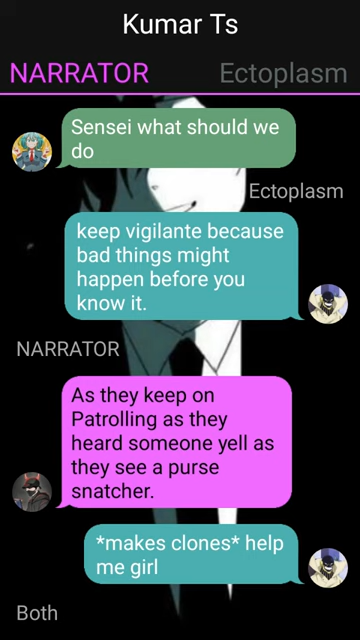 Kumar Ts
NARRATOR Ectoplasm
Sensei what should we
do
Ectoplasm
keep vigilante because
bad things might
happen before you
know it.
NARRATOR
As they keep on
Patrolling as they
heard someone yell as
they see a purse
snatcher.
*makes clones* help
me girl
Both